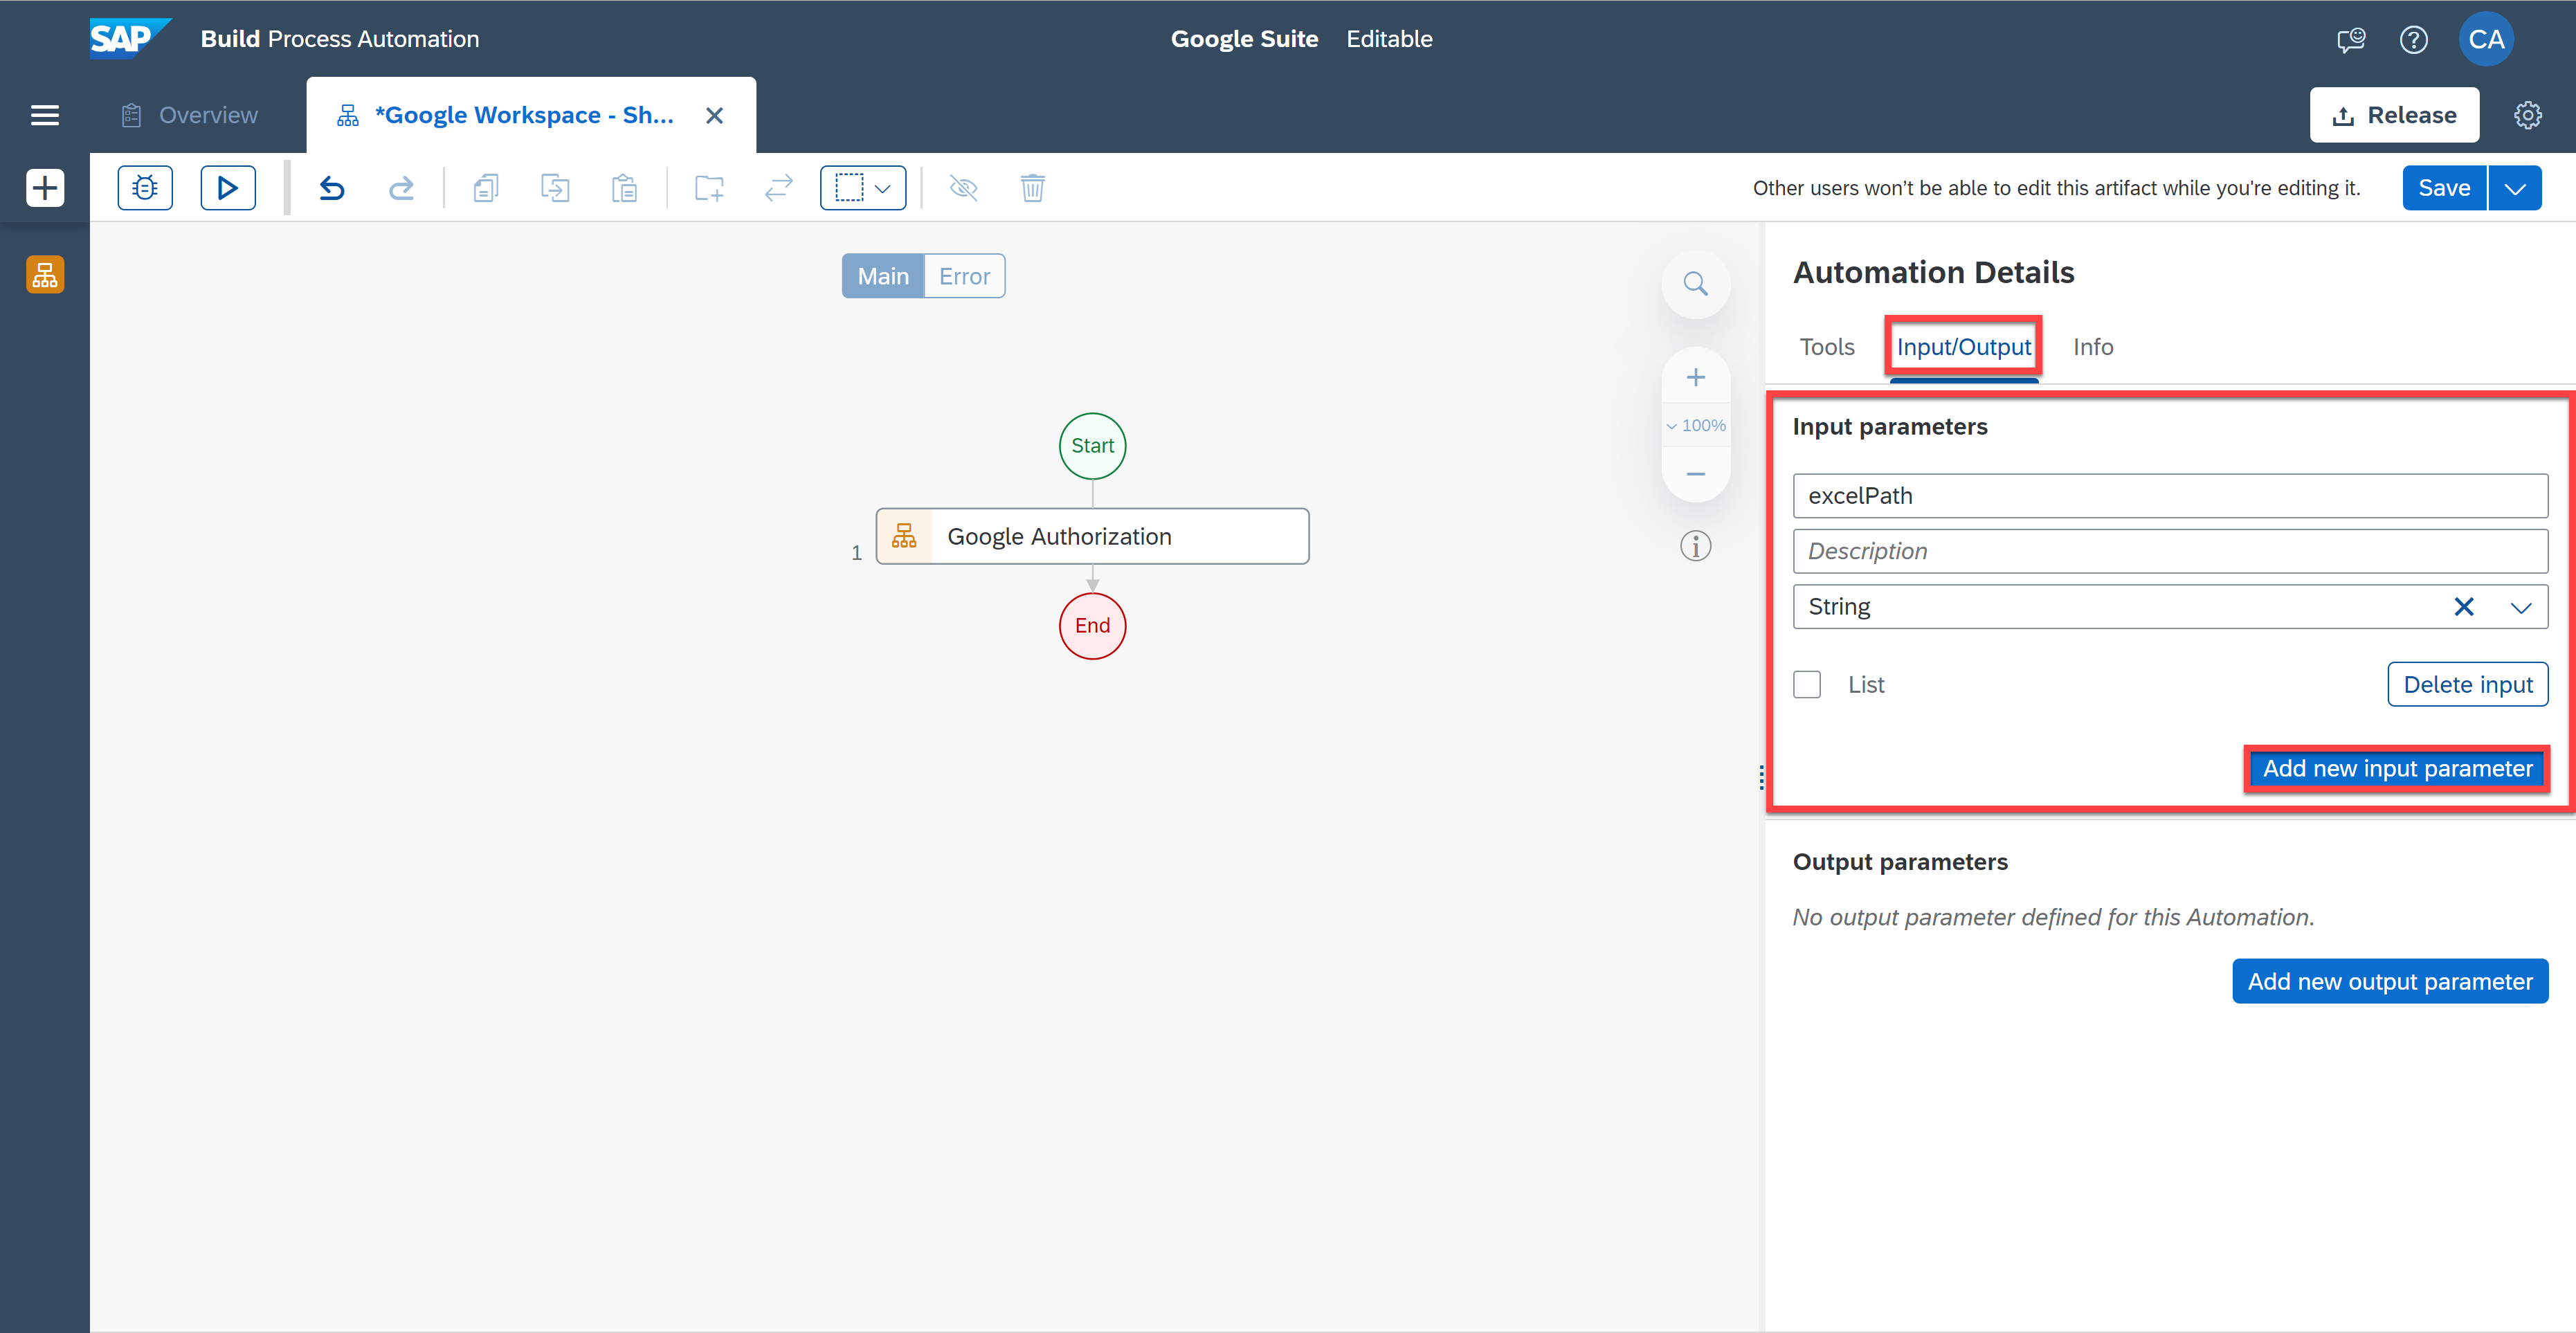 SAP Build Process Automation Google Suite Editable CA
Overview *Google Workspace - Sh... Release
Other users won't be able to edit this artifact while you're editing it. Save
Main Error
Start
1 Google Authorization
End
100%
Automation Details
Tools Input/Output Info
Input parameters
excelPath
Description
String
List Delete input
Add new input parameter
Output parameters
No output parameter defined for this Automation.
Add new output parameter